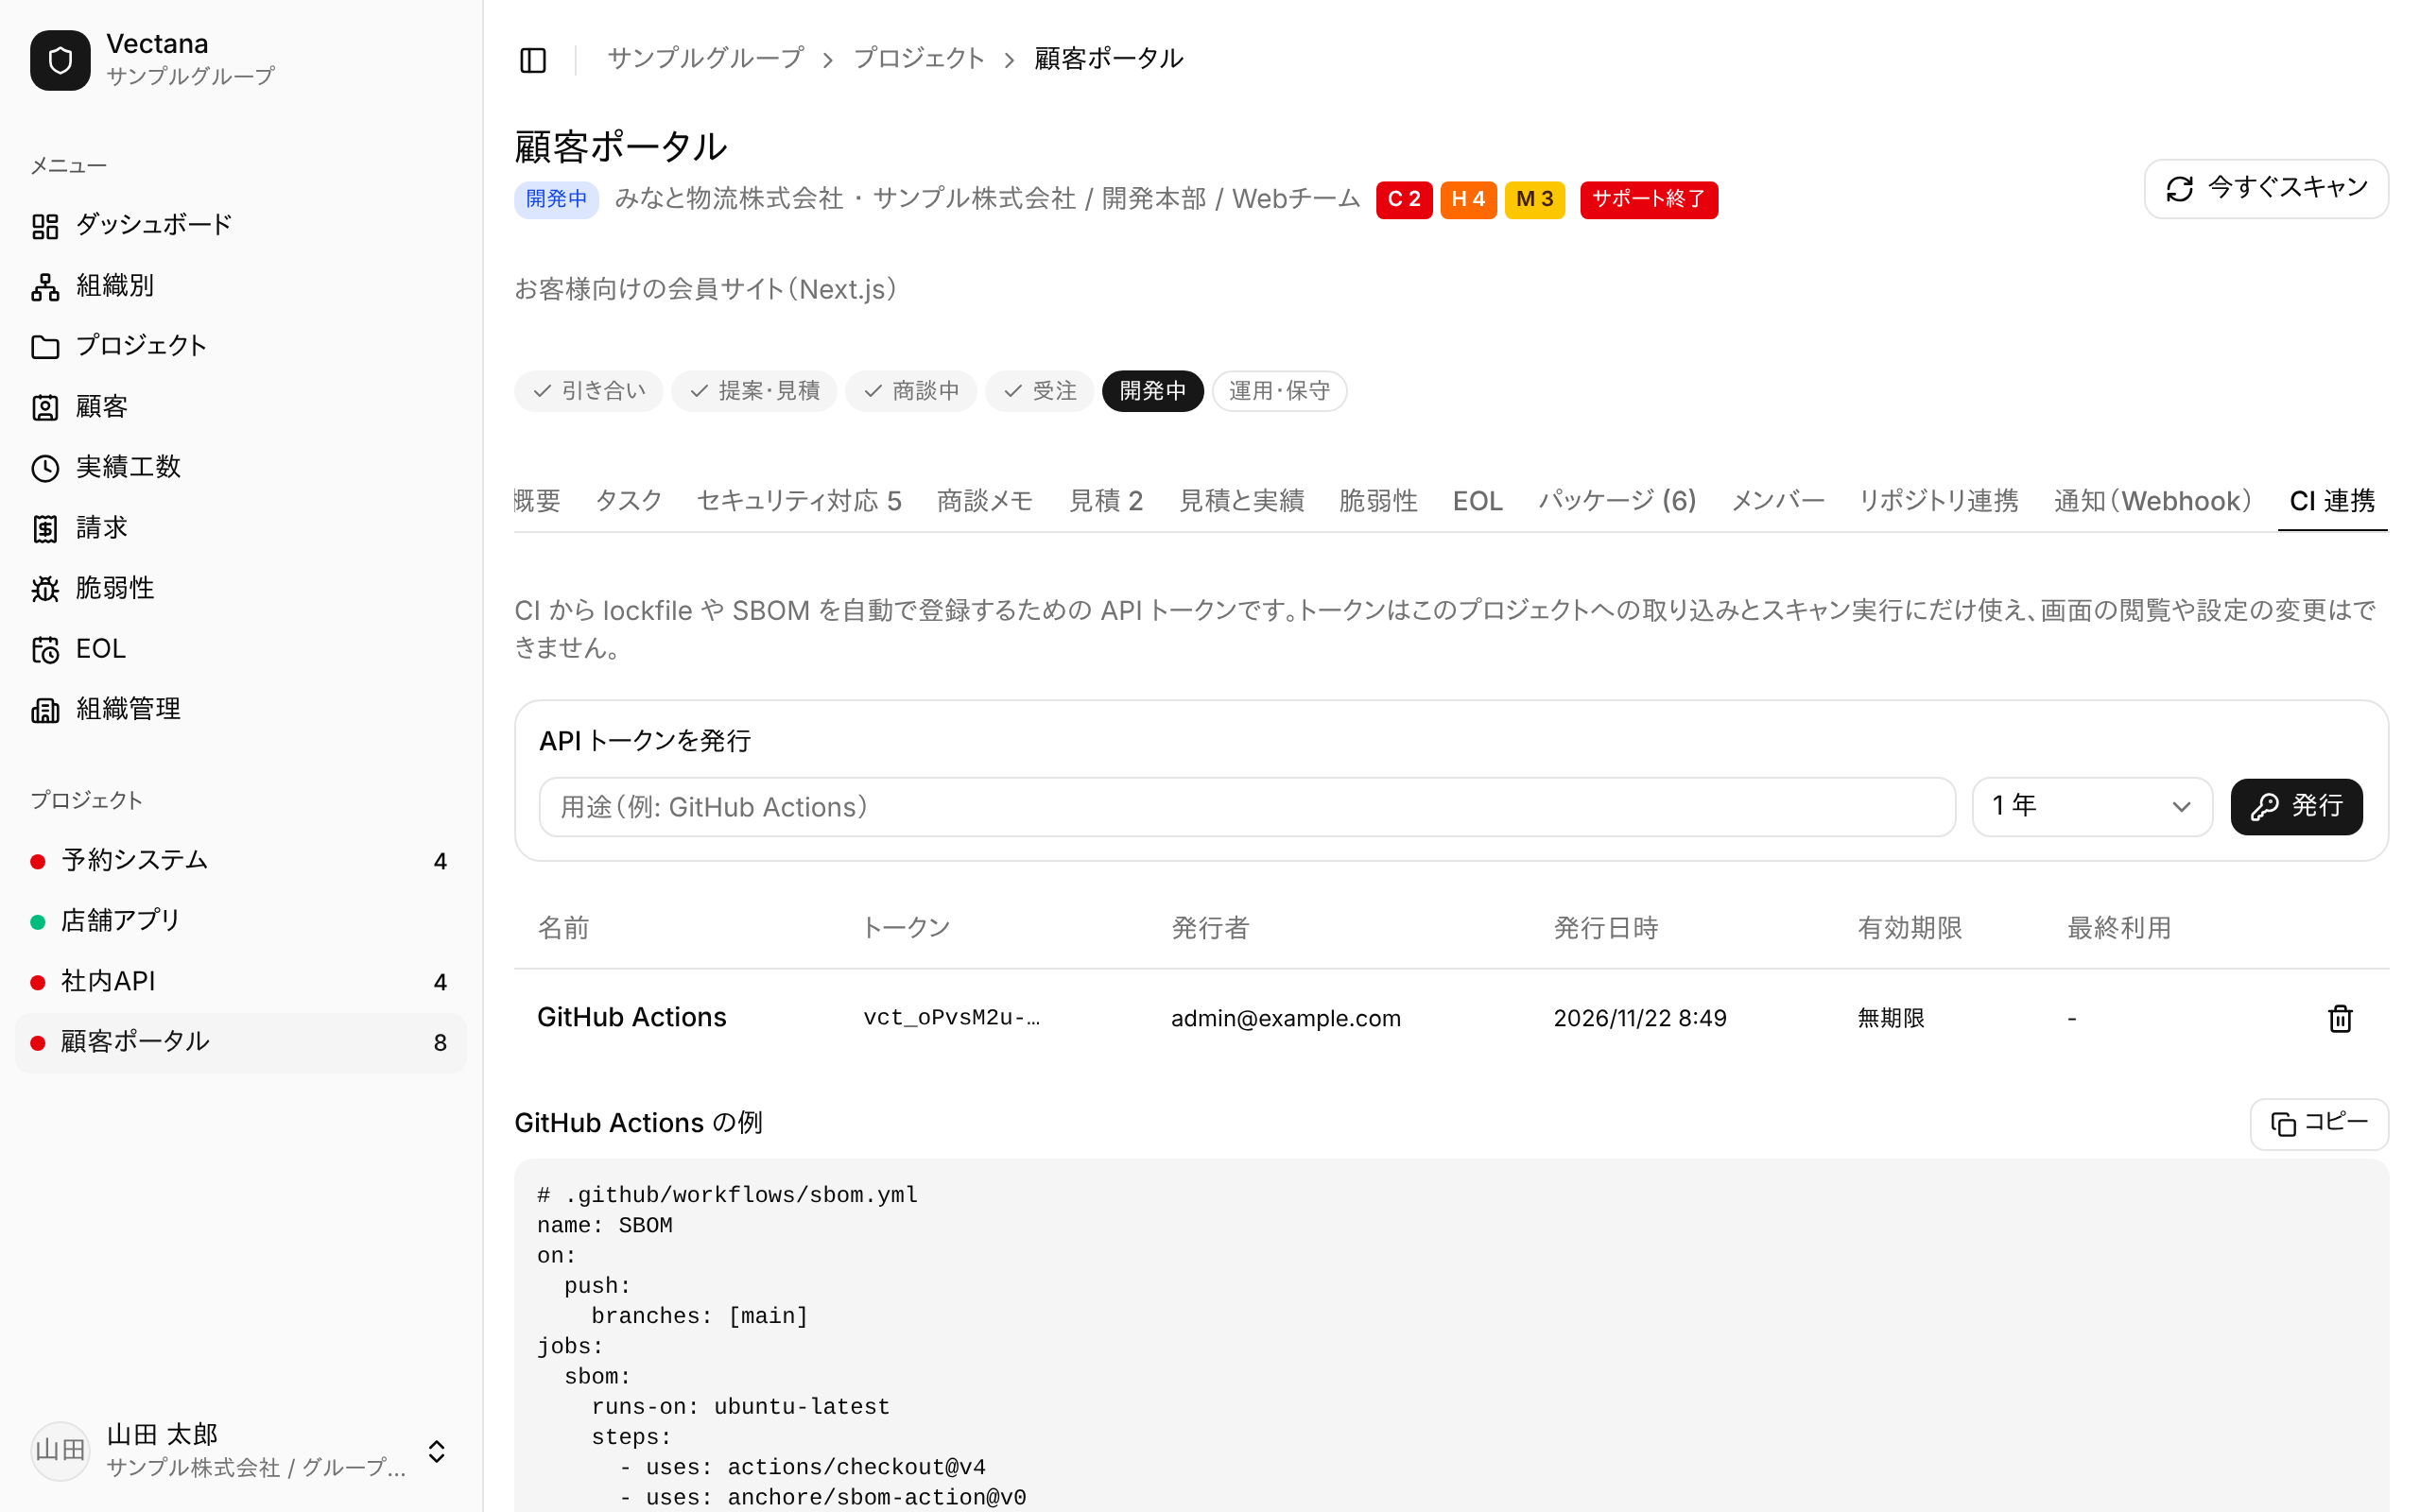 Vectana
サンプルグループ
メニュー
ダッシュボード
組織別
プロジェクト
顧客
実績工数
請求
脆弱性
EOL
組織管理
プロジェクト
予約システム 4
店舗アプリ
社内API 4
顧客ポータル 8
山田
山田 太郎
サンプル株式会社 / グループ...
サンプルグループ > プロジェクト > 顧客ポータル
顧客ポータル
開発中 みなと物流株式会社・サンプル株式会社 / 開発本部 / Webチーム C 2 H 4 M 3 サポート終了
今すぐスキャン
お客様向けの会員サイト（Next.js）
引き合い 提案・見積 商談中 受注 開発中 運用・保守
概要 タスク セキュリティ対応 5 商談メモ 見積 2 見積と実績 脆弱性 EOL パッケージ (6) メンバー リポジトリ連携 通知（Webhook） CI 連携
CI から lockfile や SBOM を自動で登録するための API トークンです。トークンはこのプロジェクトへの取り込みとスキャン実行にだけ使え、画面の閲覧や設定の変更はで
きません。
API トークンを発行
用途（例: GitHub Actions） 1 年 発行
名前 トークン 発行者 発行日時 有効期限 最終利用
GitHub Actions vct_oPvsM2u-… admin@example.com 2026/11/22 8:49 無期限 -
GitHub Actions の例 コピー
# .github/workflows/sbom.yml
name: SBOM
on:
  push:
    branches: [main]
jobs:
  sbom:
    runs-on: ubuntu-latest
    steps:
      - uses: actions/checkout@v4
      - uses: anchore/sbom-action@v0